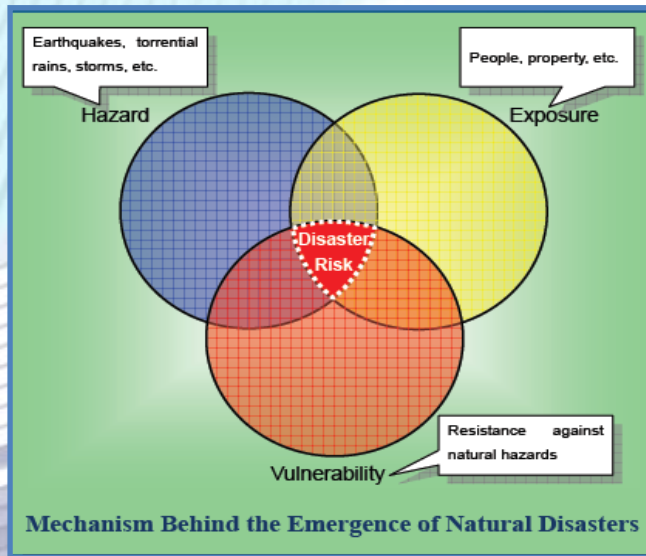 Earthquakes, torrential
rains, storms, etc.
People, property, etc.
Hazard
Exposure
Disaster
Risk
Resistance against
natural hazards
Vulnerability
Mechanism Behind the Emergence of Natural Disasters